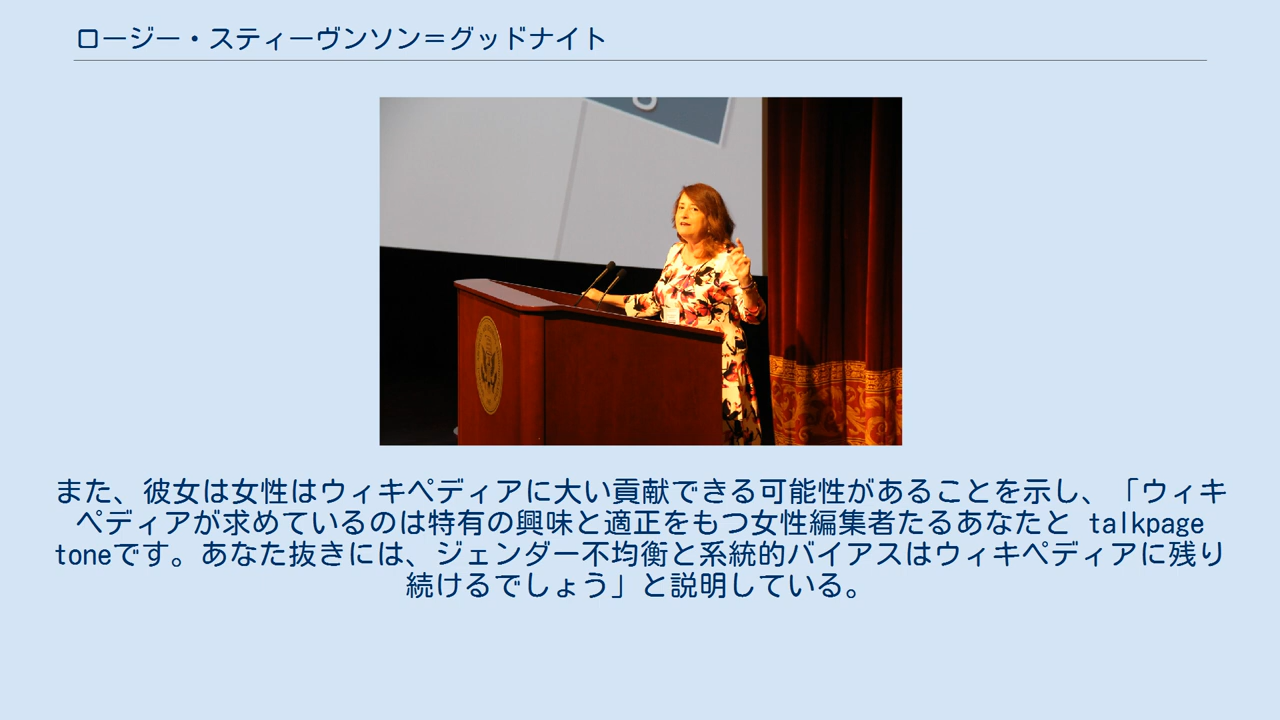 ロージー・スティーヴンソン＝グッドナイト
また、彼女は女性はウィキペディアに大い貢献できる可能性があることを示し、「ウィキ
ペディアが求めているのは特有の興味と適正をもつ女性編集者たるあなたと talkpage
toneです。あなた抜きには、ジェンダー不均衡と系統的バイアスはウィキペディアに残り
続けるでしょう」と説明している。